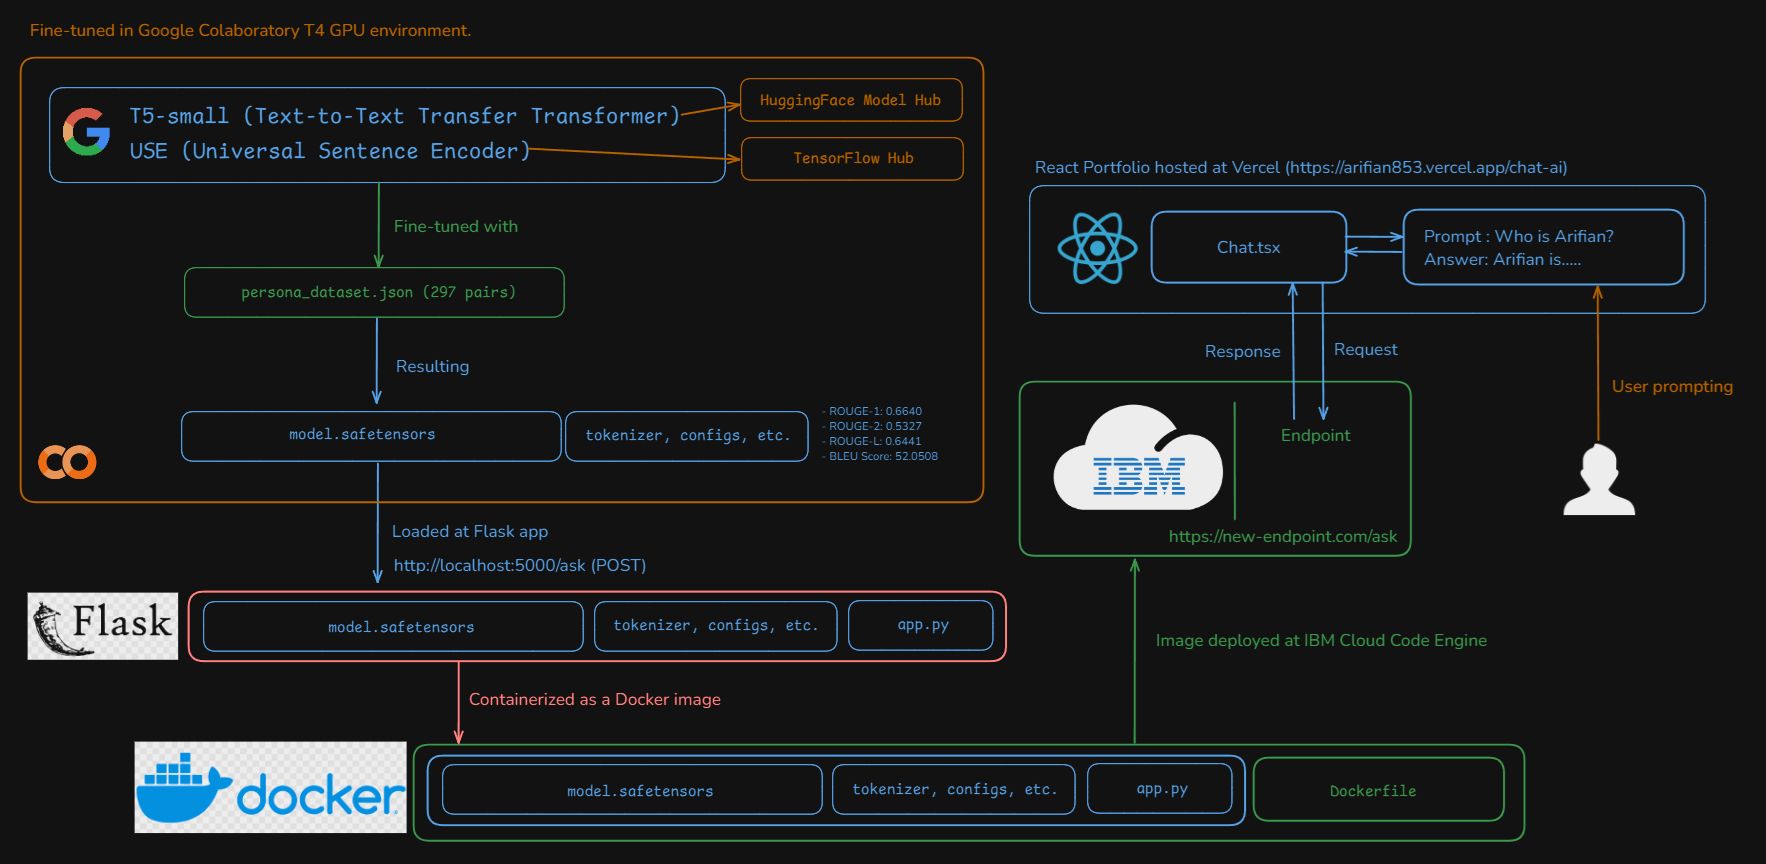 Fine-tuned in Google Colaboratory T4 GPU environment.
T5-small (Text-to-Text Transfer Transformer)
USE (Universal Sentence Encoder)
HuggingFace Model Hub
TensorFlow Hub
Fine-tuned with
persona_dataset.json (297 pairs)
Resulting
model.safetensors
tokenizer, configs, etc.
- ROUGE-1: 0.6640
- ROUGE-2: 0.5327
- ROUGE-L: 0.6441
- BLEU Score: 52.0508
Loaded at Flask app
http://localhost:5000/ask (POST)
Flask
model.safetensors
tokenizer, configs, etc.
app.py
Containerized as a Docker image
docker
model.safetensors
tokenizer, configs, etc.
app.py
Dockerfile
Image deployed at IBM Cloud Code Engine
IBM
Endpoint
https://new-endpoint.com/ask
Response
Request
React Portfolio hosted at Vercel (https://arifian853.vercel.app/chat-ai)
Chat.tsx
Prompt : Who is Arifian?
Answer: Arifian is.....
User prompting